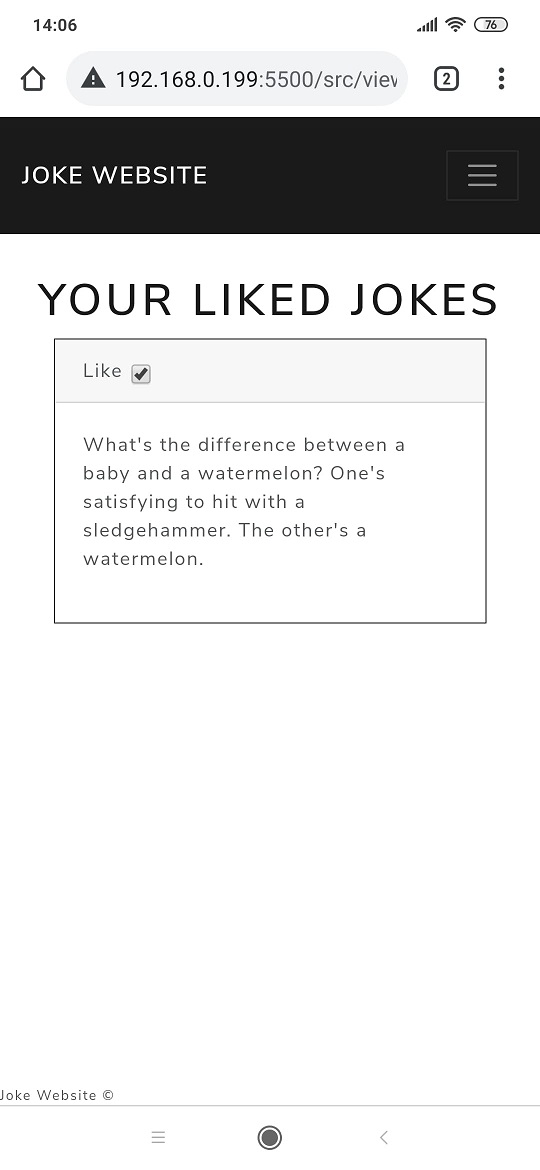 14:06
76
192.168.0.199:5500/src/view
2
JOKE WEBSITE
YOUR LIKED JOKES
Like
What's the difference between a
baby and a watermelon? One's
satisfying to hit with a
sledgehammer. The other's a
watermelon.
Joke Website ©